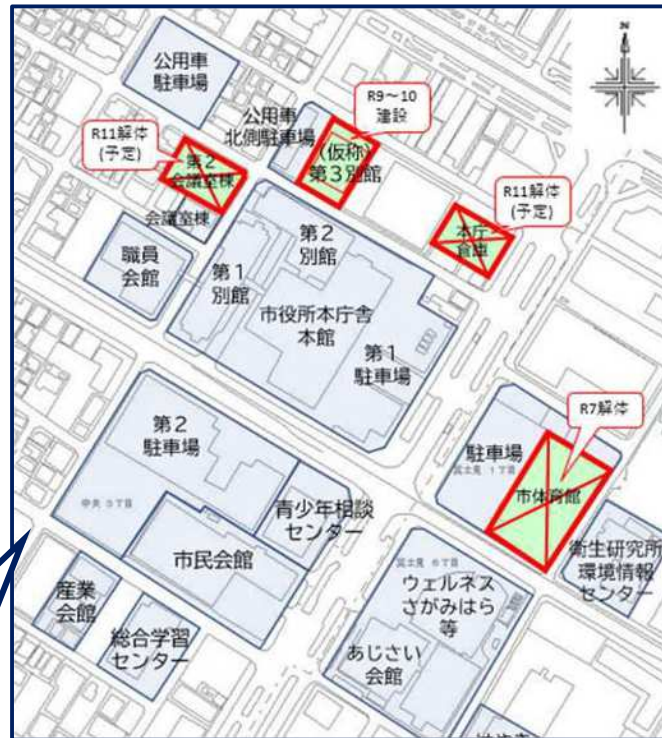 N
公用車
駐車場
R9～10
建設
公用車
北側駐車場
R11解体
(予定)
第2
会議室棟
(仮称)
第3別館
R11解体
(予定)
会議室棟
本庁
倉庫
職員
会館
第2
別館
第1
別館
市役所本庁舎
本館
第1
駐車場
R7解体
第2
駐車場
駐車場
富士見 1丁目
市体育館
中央 3丁目
青少年相談
センター
衛生研究所
環境情報
センター
市民会館
富士見 6丁目
ウェルネス
さがみはら
等
産業
会館
総合学習
センター
あじさい
会館